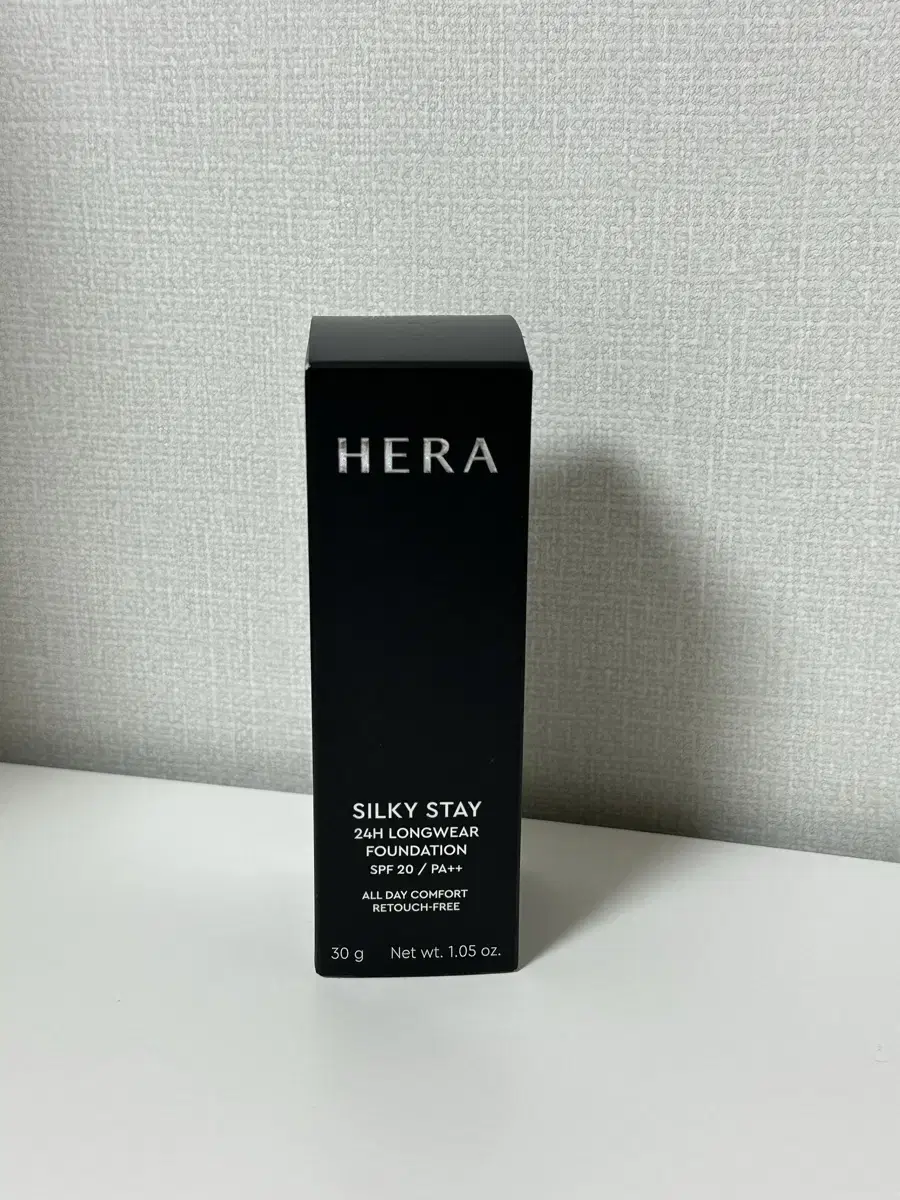 HERA
SILKY STAY
24H LONGWEAR
FOUNDATION
SPF 20 / PA++
ALL DAY COMFORT
RETOUCH-FREE
30 g Net wt. 1.05 oz.